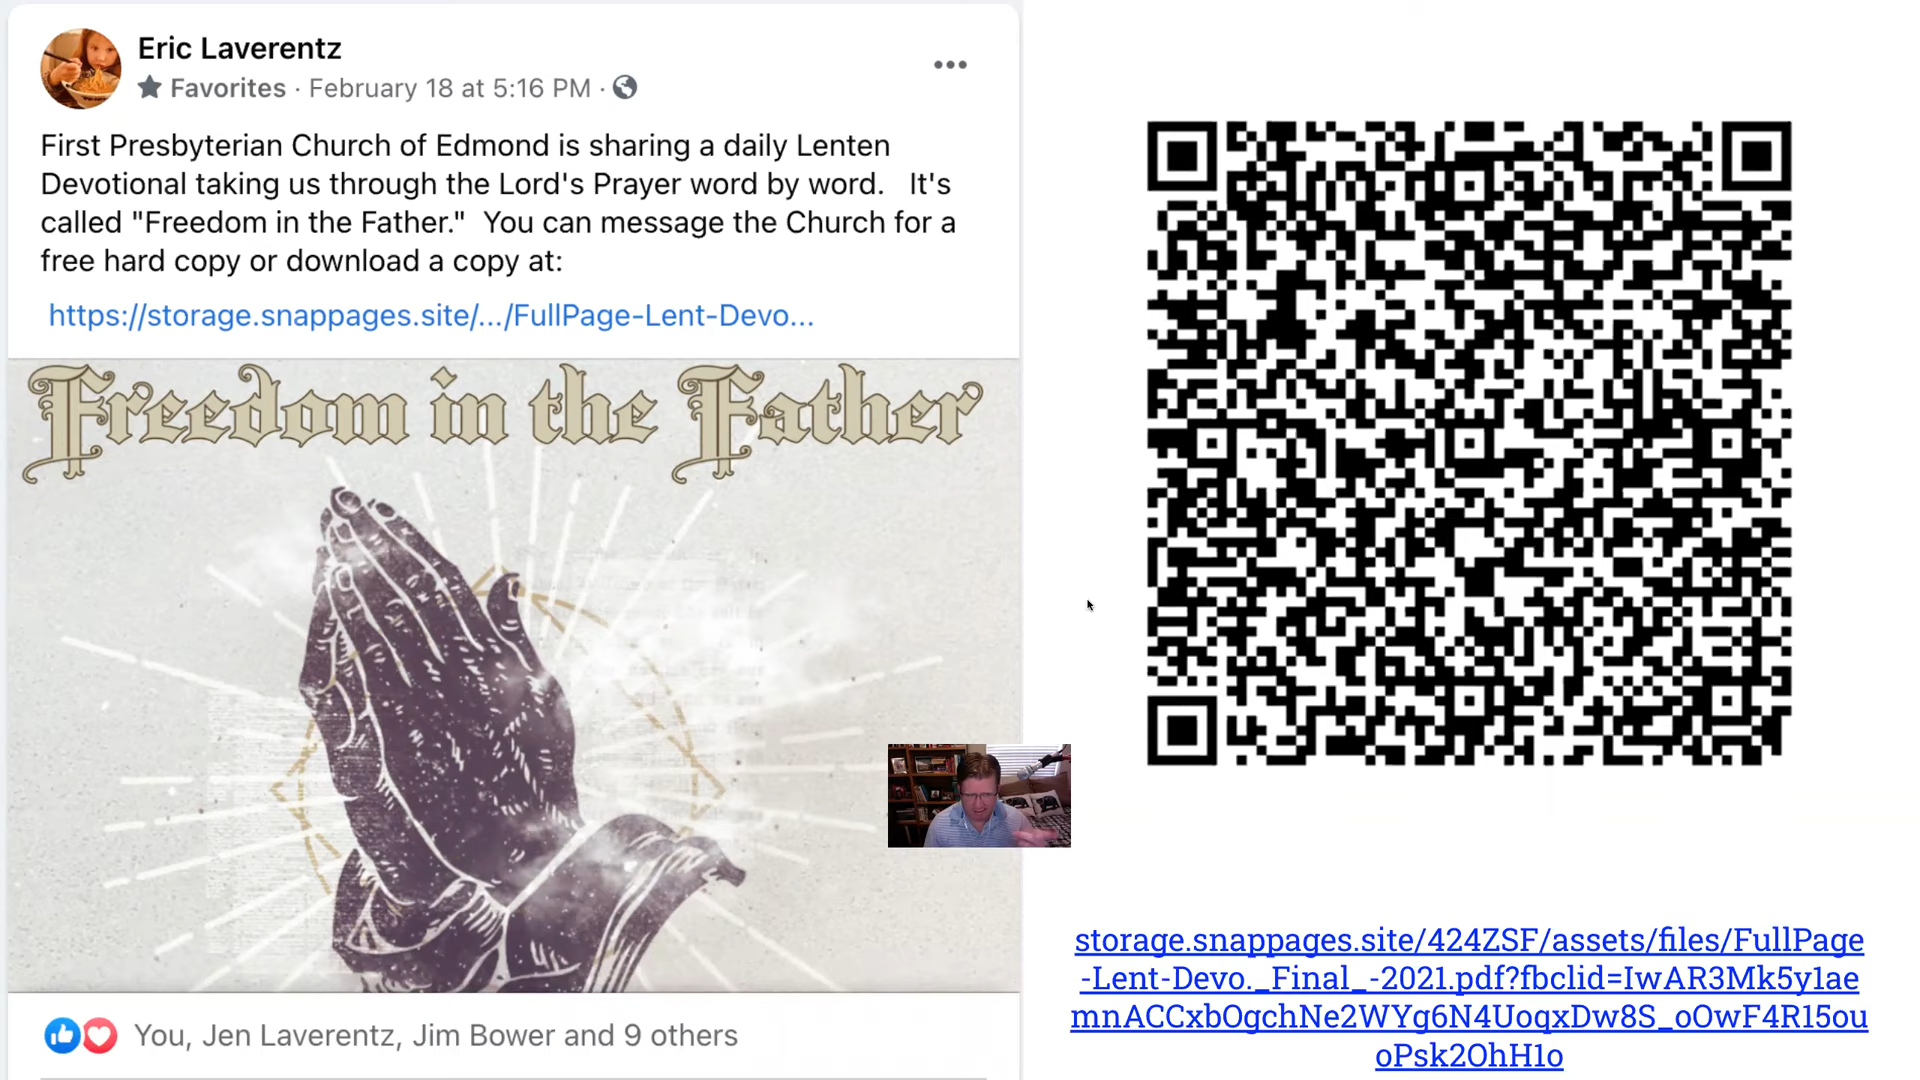 Eric Laverentz
Favorites · February 18 at 5:16 PM ·
First Presbyterian Church of Edmond is sharing a daily Lenten
Devotional taking us through the Lord's Prayer word by word. It's
called "Freedom in the Father." You can message the Church for a
free hard copy or download a copy at:
https://storage.snappages.site/.../FullPage-Lent-Devo...
Freedom in the Father
You, Jen Laverentz, Jim Bower and 9 others
storage.snappages.site/424ZSF/assets/files/FullPage
-Lent-Devo._Final_-2021.pdf?fbclid=IwAR3Mk5y1ae
mnACCxbOgchNe2WYg6N4UoqxDw8S_oOwF4R15ou
oPsk2OhH1o